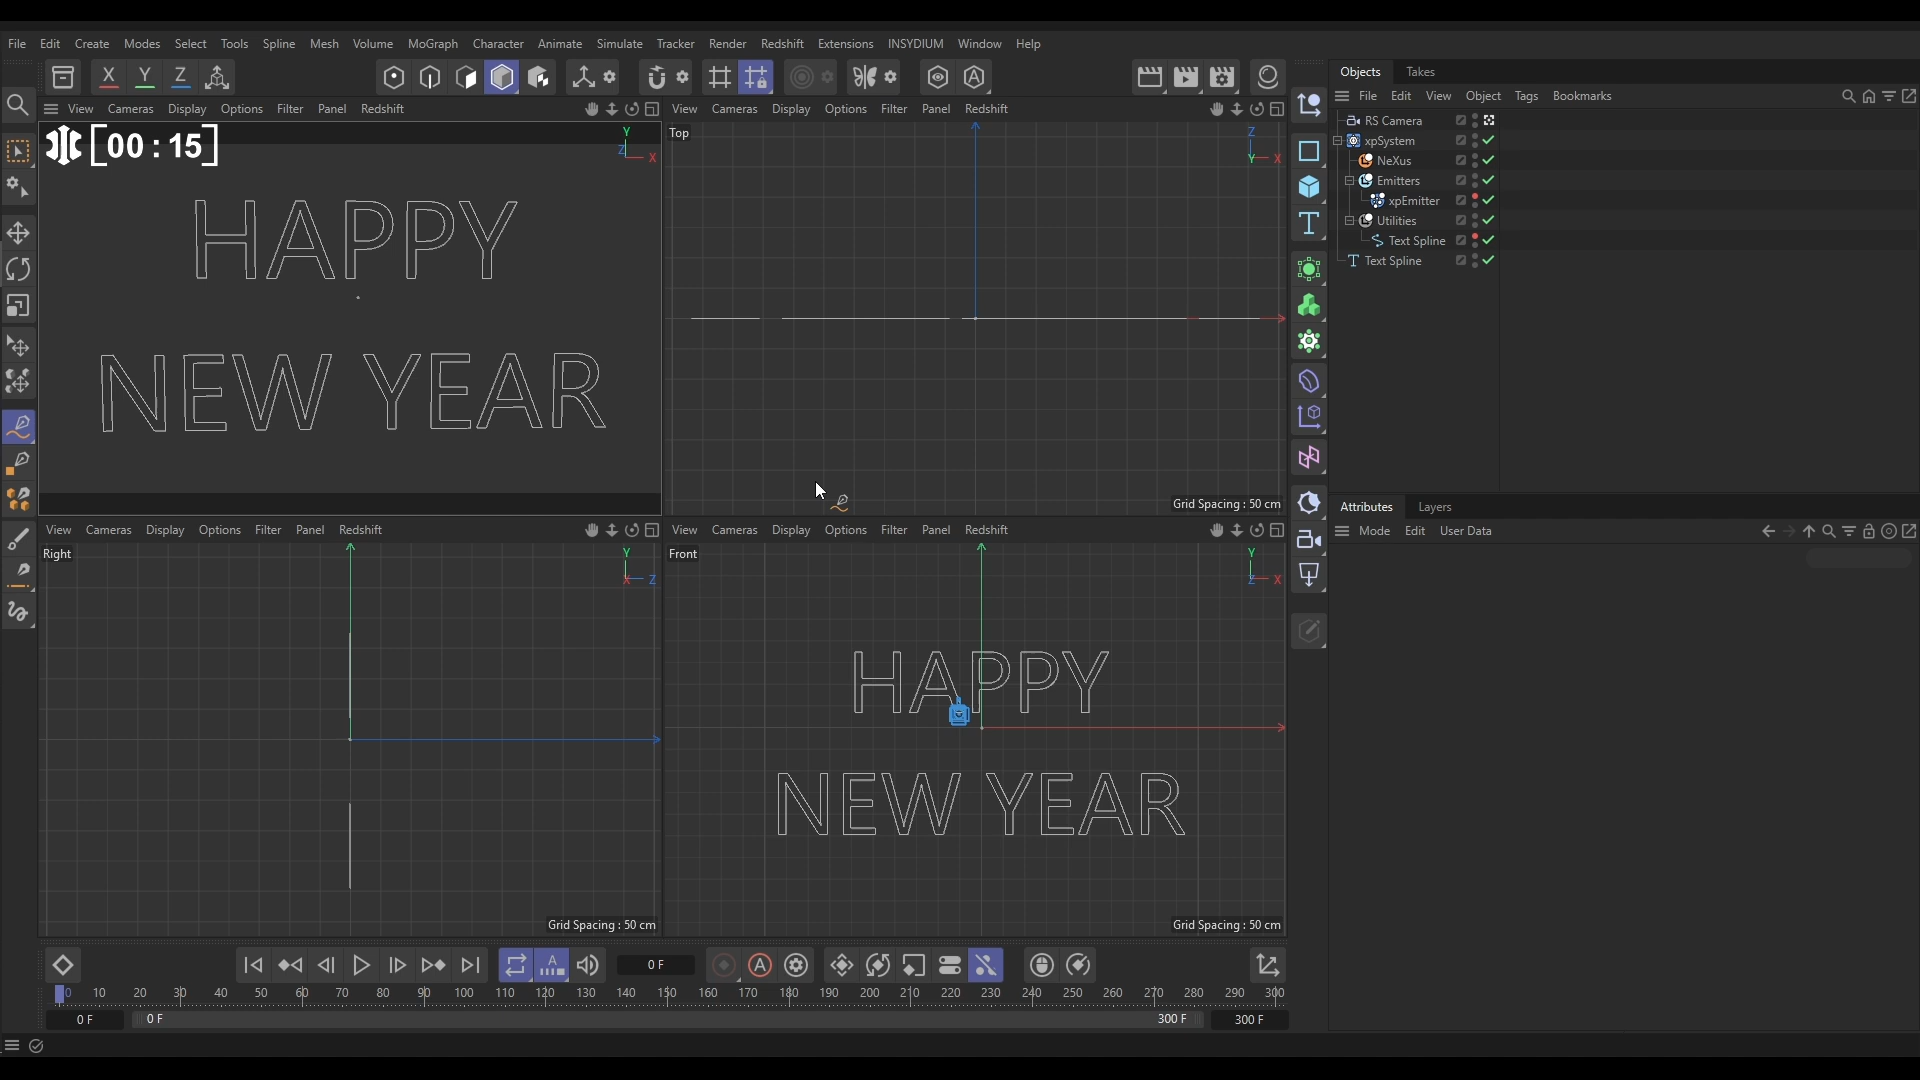 File Edit Create Modes Select Tools Spline Mesh Volume MoGraph Character Animate Simulate Tracker Render Redshift Extensions INSYDIUM Window Help
X Y Z
View Cameras Display Options Filter Panel Redshift
[00 : 15]
Y
Z X
HAPPY
NEW YEAR
View Cameras Display Options Filter Panel Redshift
Top
Z
Y X
Grid Spacing : 50 cm
View Cameras Display Options Filter Panel Redshift
Right
Y
X Z
Grid Spacing : 50 cm
View Cameras Display Options Filter Panel Redshift
Front
Y
Z X
HAPPY
NEW YEAR
Grid Spacing : 50 cm
Objects Takes
File Edit View Object Tags Bookmarks
RS Camera
xpSystem
NeXus
Emitters
xpEmitter
Utilities
Text Spline
Text Spline
Attributes Layers
Mode Edit User Data
0 F
0 10 20 30 40 50 60 70 80 90 100 110 120 130 140 150 160 170 180 190 200 210 220 230 240 250 260 270 280 290 300
0 F 0 F 300 F 300 F